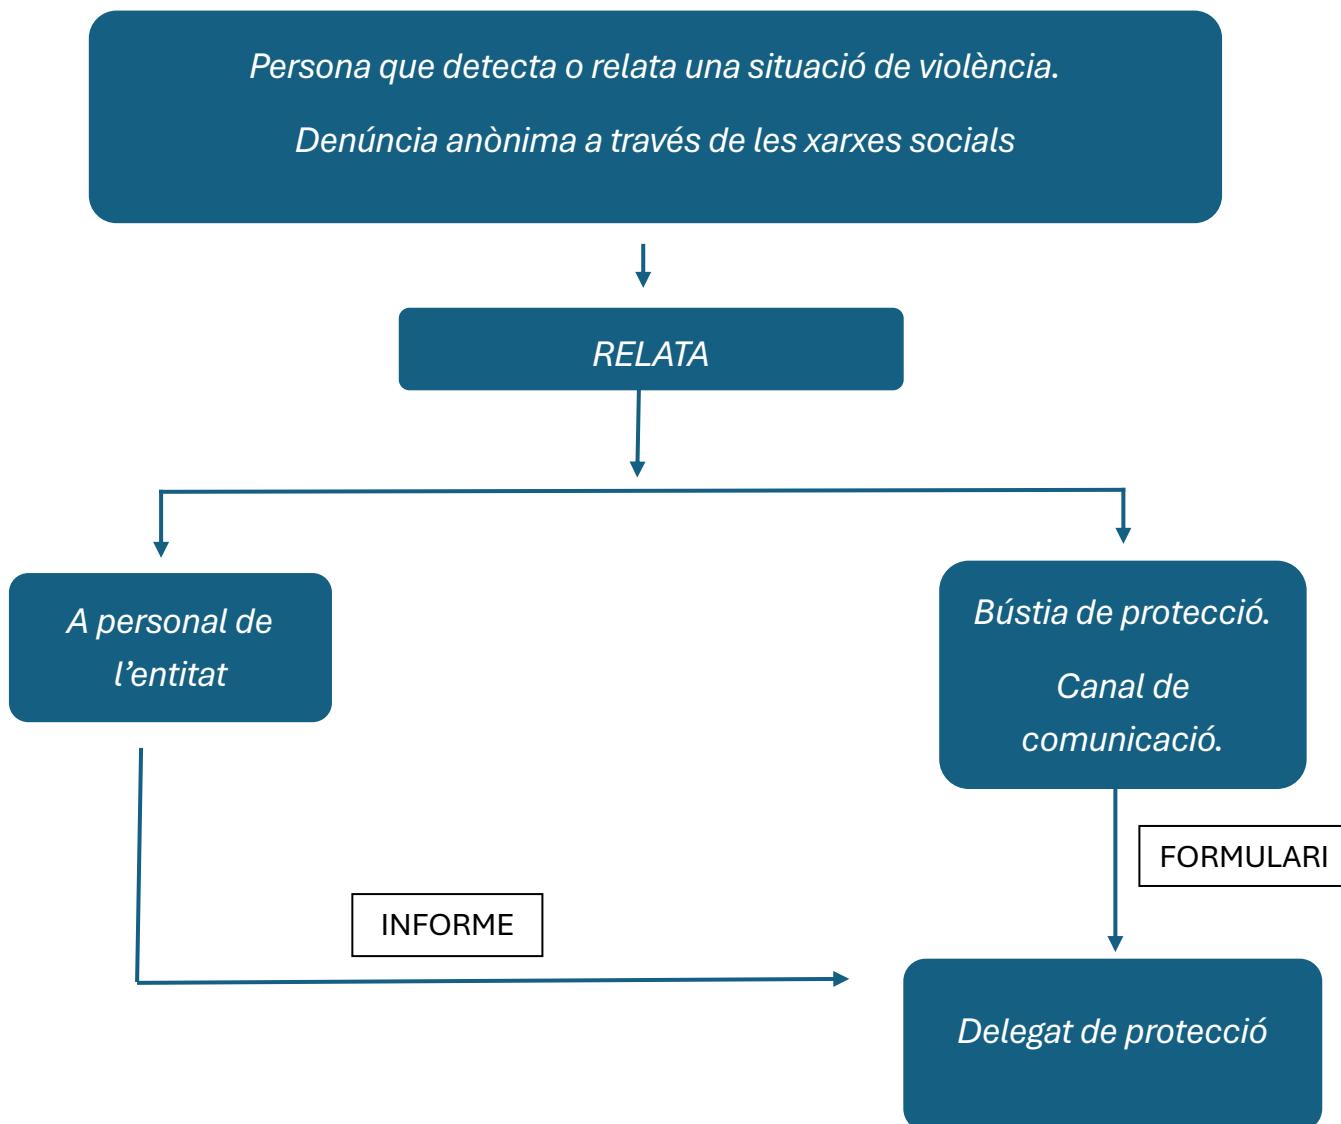 Persona que detecta o relata una situació de violència.
Denúncia anònima a través de les xarxes socials
RELATA
A personal de
l’entitat
Bústia de protecció.
Canal de
comunicació.
FORMULARI
INFORME
Delegat de protecció